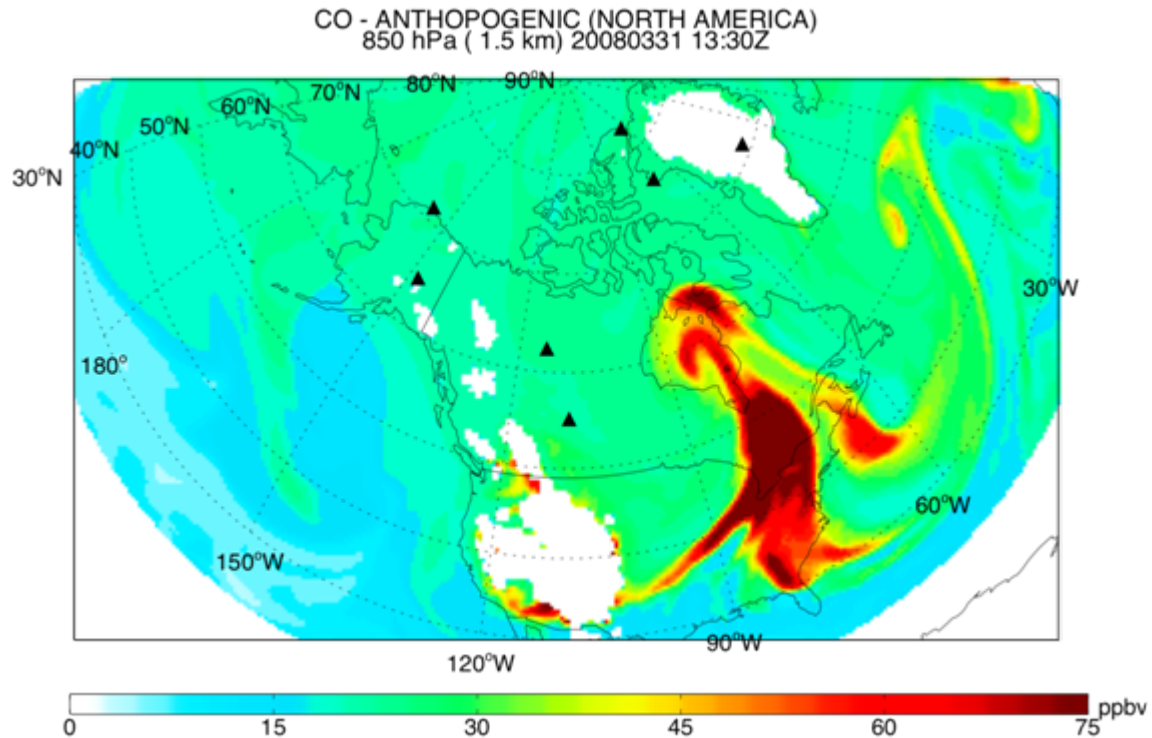 CO - ANTHOPOGENIC (NORTH AMERICA)
850 hPa ( 1.5 km) 20080331 13:30Z
90°N
80°N
70°N
60°N
50°N
40°N
30°N
30°W
180°
60°W
150°W
90°W
120°W
0 15 30 45 60 75 ppbv